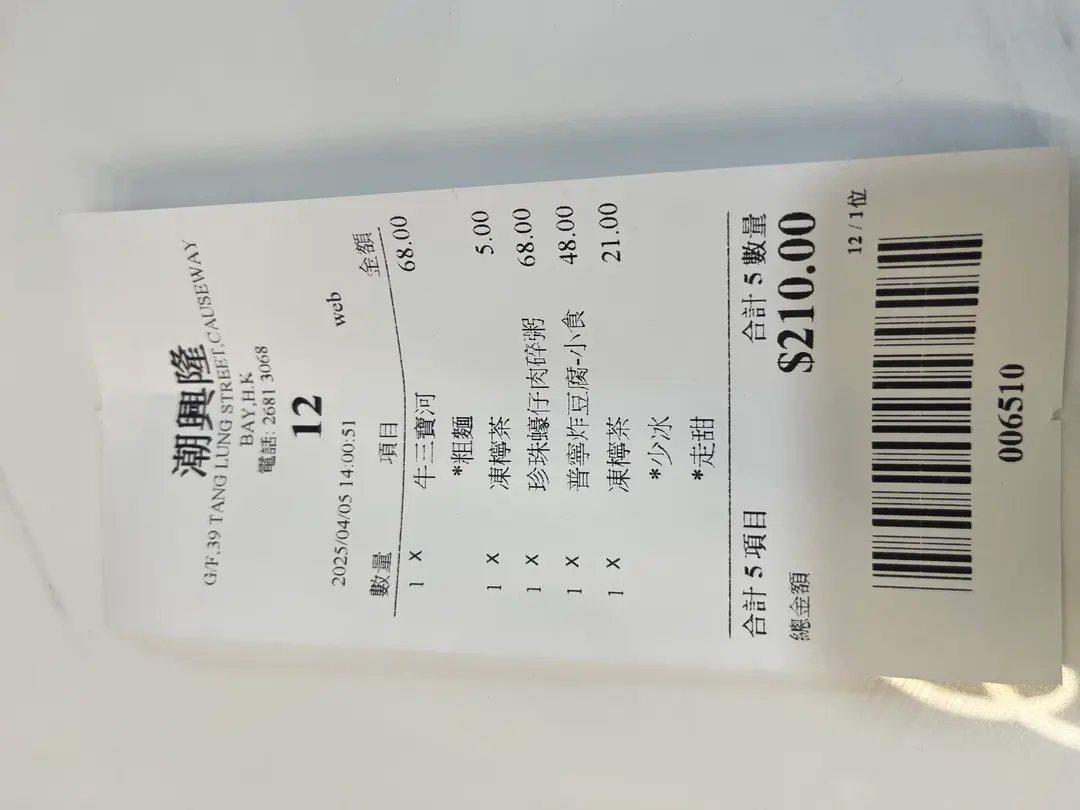 潮興隆
G/F.39 TANG LUNG STREET,CAUSEWAY
BAY,H.K
電話: 2681 3068
12
2025/04/05 14:00:51 web
數量 項目 金額
1 X 牛三寶河 68.00
*粗麵
1 X 凍檸茶 5.00
1 X 珍珠蠔仔肉碎粥 68.00
1 X 普寧炸豆腐-小食 48.00
1 X 凍檸茶 21.00
*少冰
*走甜
合計 5 項目 合計 5 數量
總金額 $210.00
12 / 1位
006510